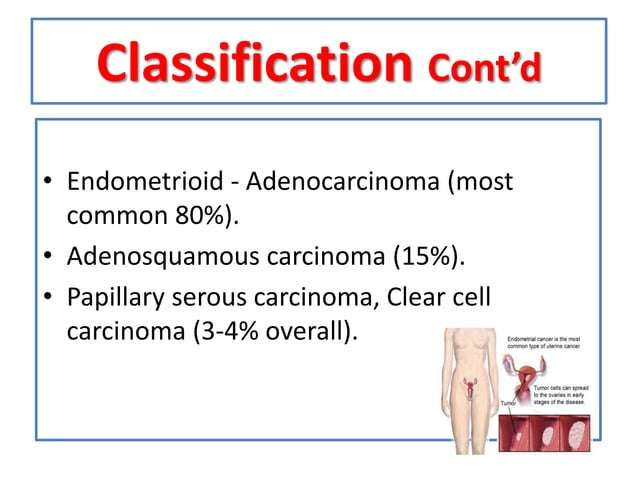 Classification Cont’d
• Endometrioid - Adenocarcinoma (most
common 80%).
• Adenosquamous carcinoma (15%).
• Papillary serous carcinoma, Clear cell
carcinoma (3-4% overall).
Endometrial cancer is the most
common type of uterine cancer.
Tumor cells can spread
to the ovaries in early
stages of the disease.
Tumor